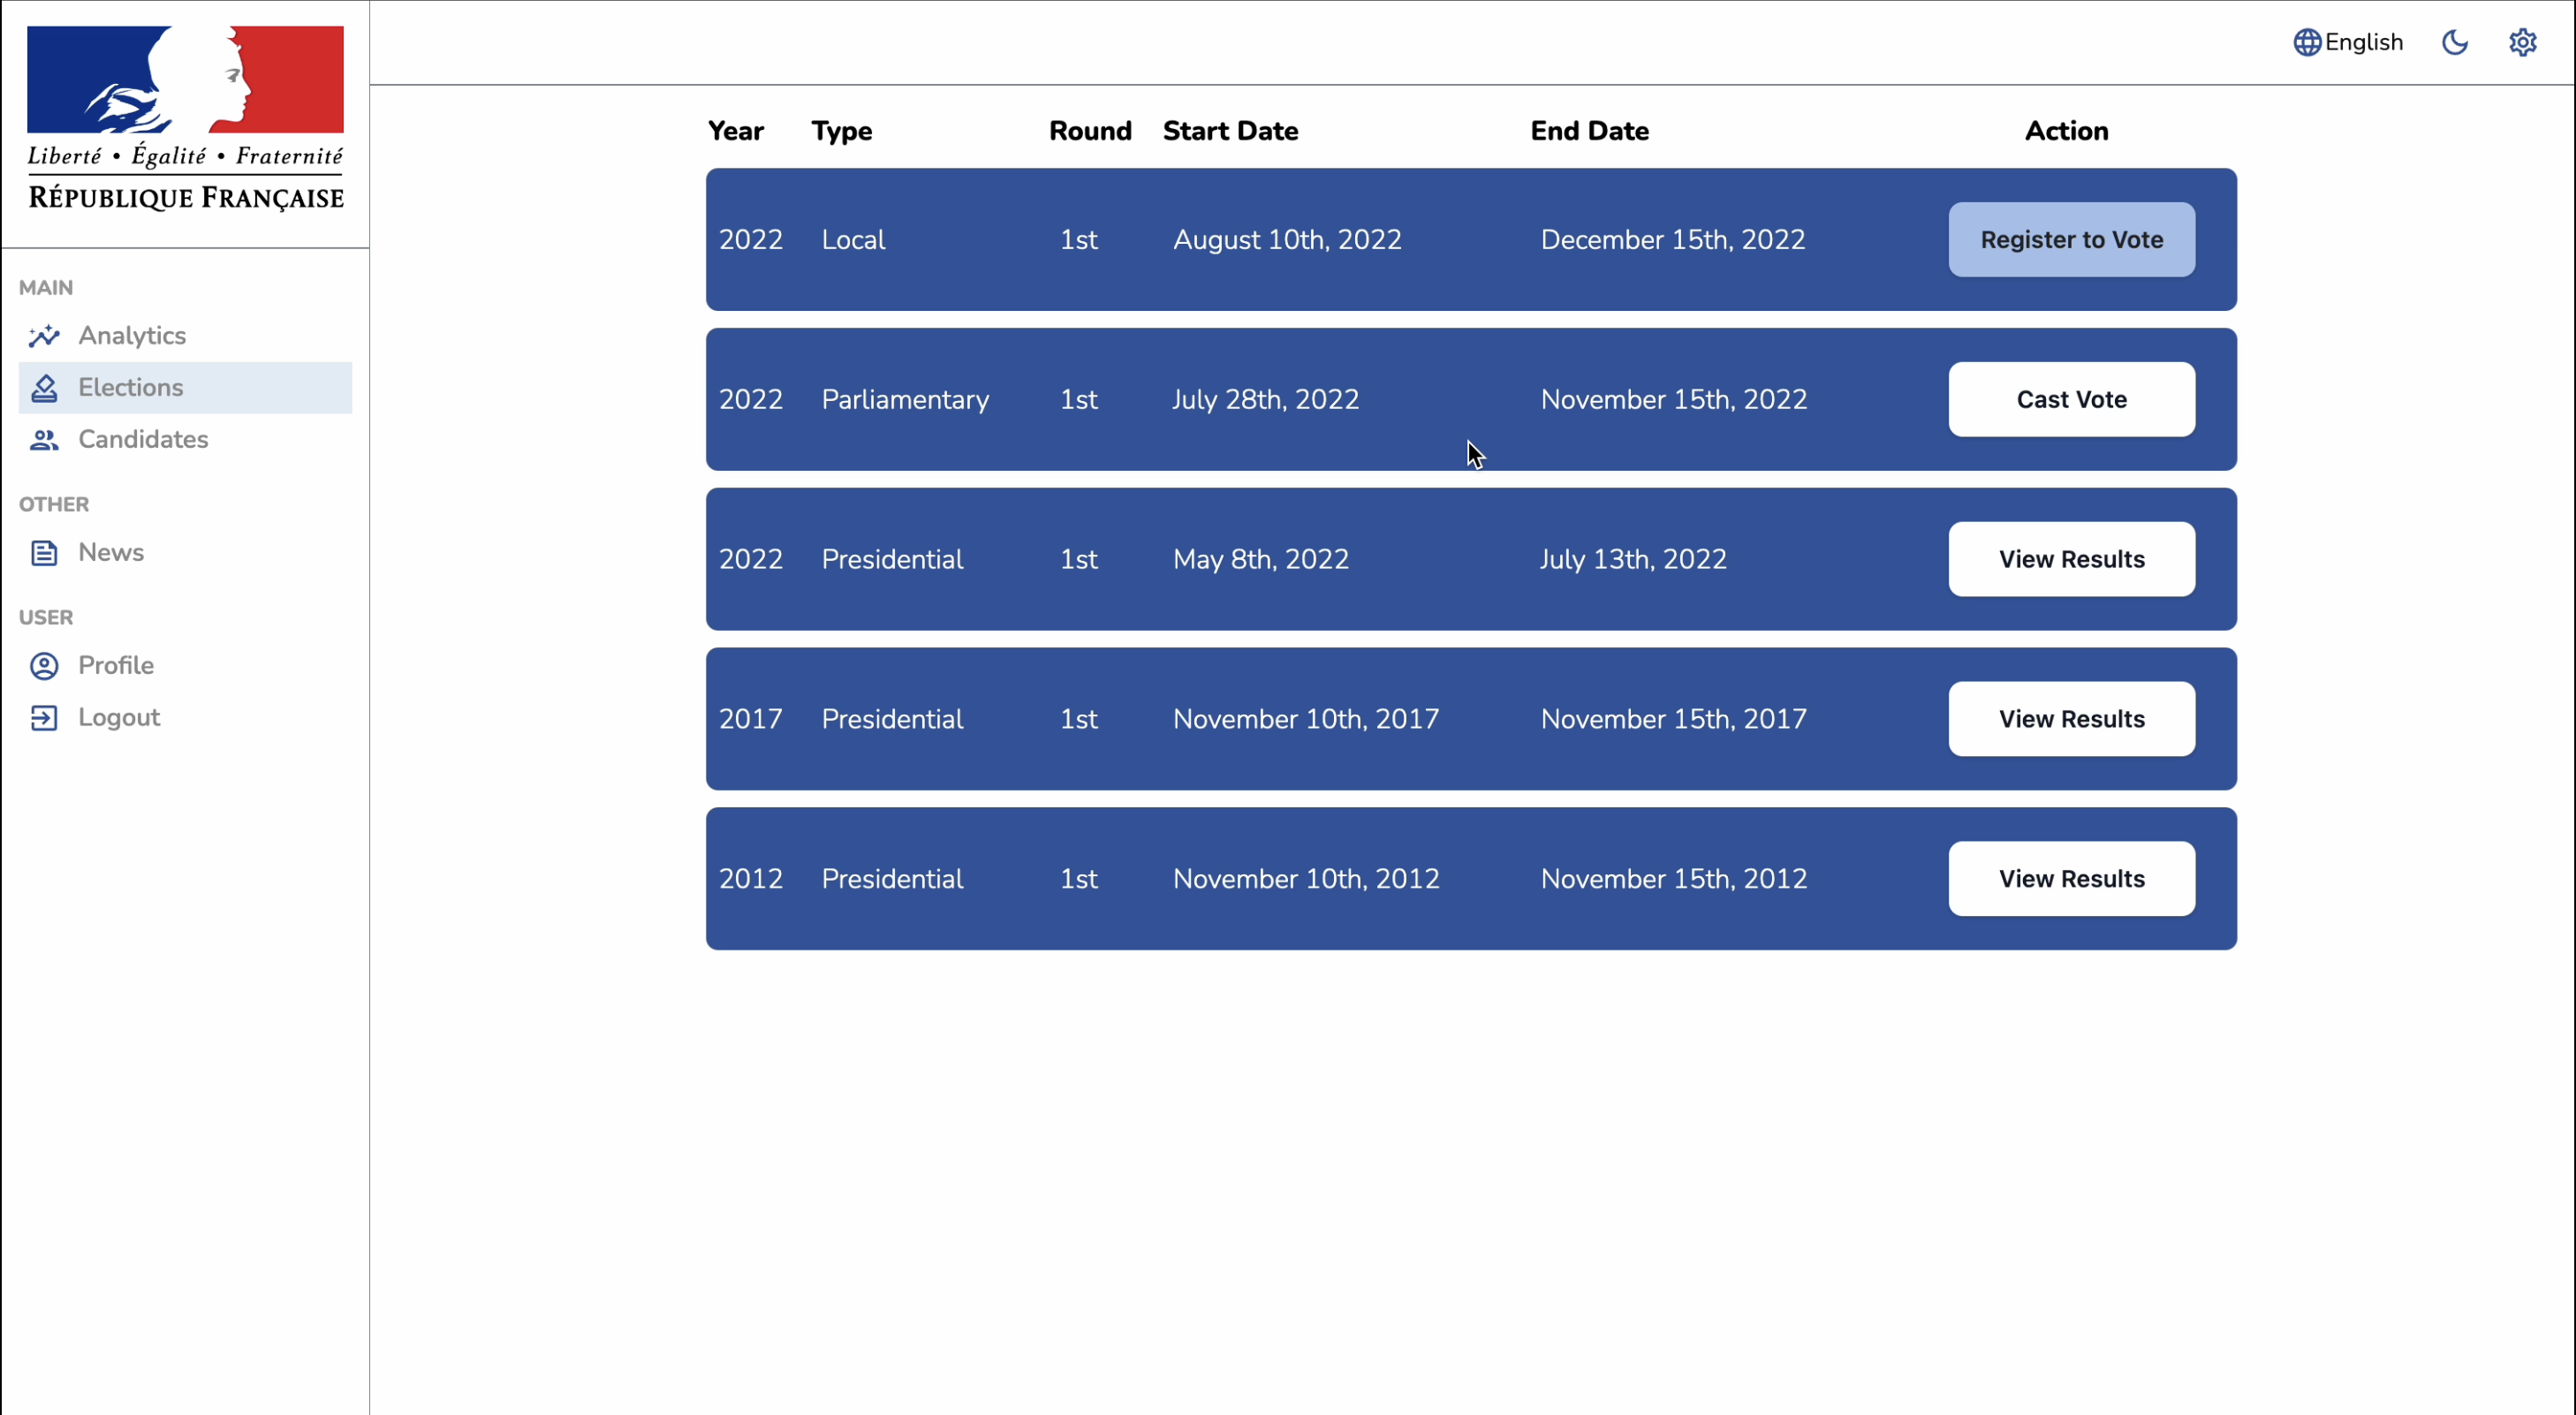 Liberté • Égalité • Fraternité
RÉPUBLIQUE FRANÇAISE
MAIN
Analytics
Elections
Candidates
OTHER
News
USER
Profile
Logout
English
Year Type Round Start Date End Date Action
2022 Local 1st August 10th, 2022 December 15th, 2022 Register to Vote
2022 Parliamentary 1st July 28th, 2022 November 15th, 2022 Cast Vote
2022 Presidential 1st May 8th, 2022 July 13th, 2022 View Results
2017 Presidential 1st November 10th, 2017 November 15th, 2017 View Results
2012 Presidential 1st November 10th, 2012 November 15th, 2012 View Results